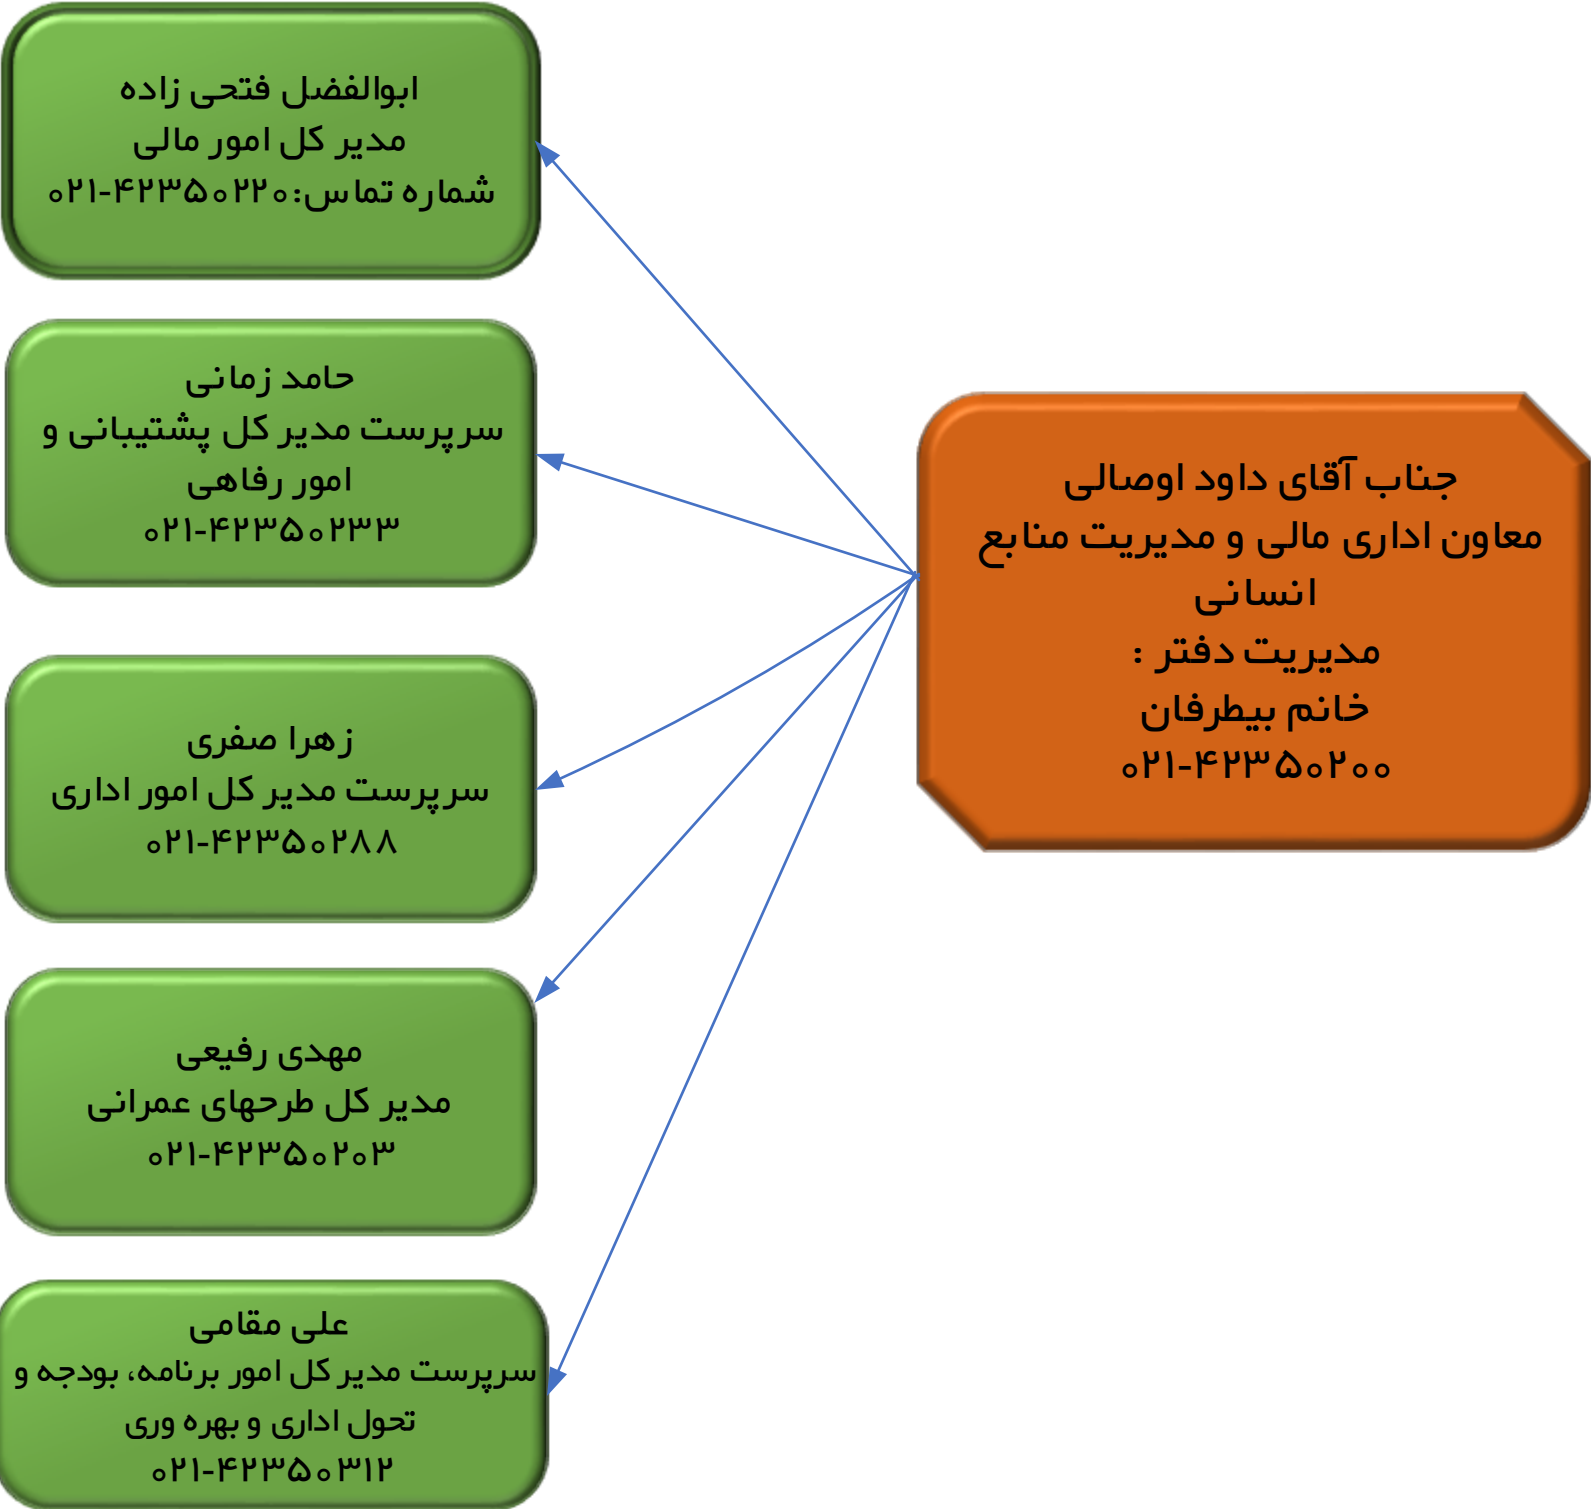 جناب آقای داود اوصالی
معاون اداری مالی و مدیریت منابع
انسانی
مدیریت دفتر :
خانم بیطرفان
۰۲۱-۴۲۳۵۰۲۰۰
ابوالفضل فتحی زاده
مدیر کل امور مالی
شماره تماس:۰۲۱-۴۲۳۵۰۲۲۰
حامد زمانی
سرپرست مدیر کل پشتیبانی و
امور رفاهی
۰۲۱-۴۲۳۵۰۲۳۳
زهرا صفری
سرپرست مدیر کل امور اداری
۰۲۱-۴۲۳۵۰۲۸۸
مهدی رفیعی
مدیر کل طرحهای عمرانی
۰۲۱-۴۲۳۵۰۲۰۳
علی مقامی
سرپرست مدیر کل امور برنامه، بودجه و
تحول اداری و بهره وری
۰۲۱-۴۲۳۵۰۳۱۲